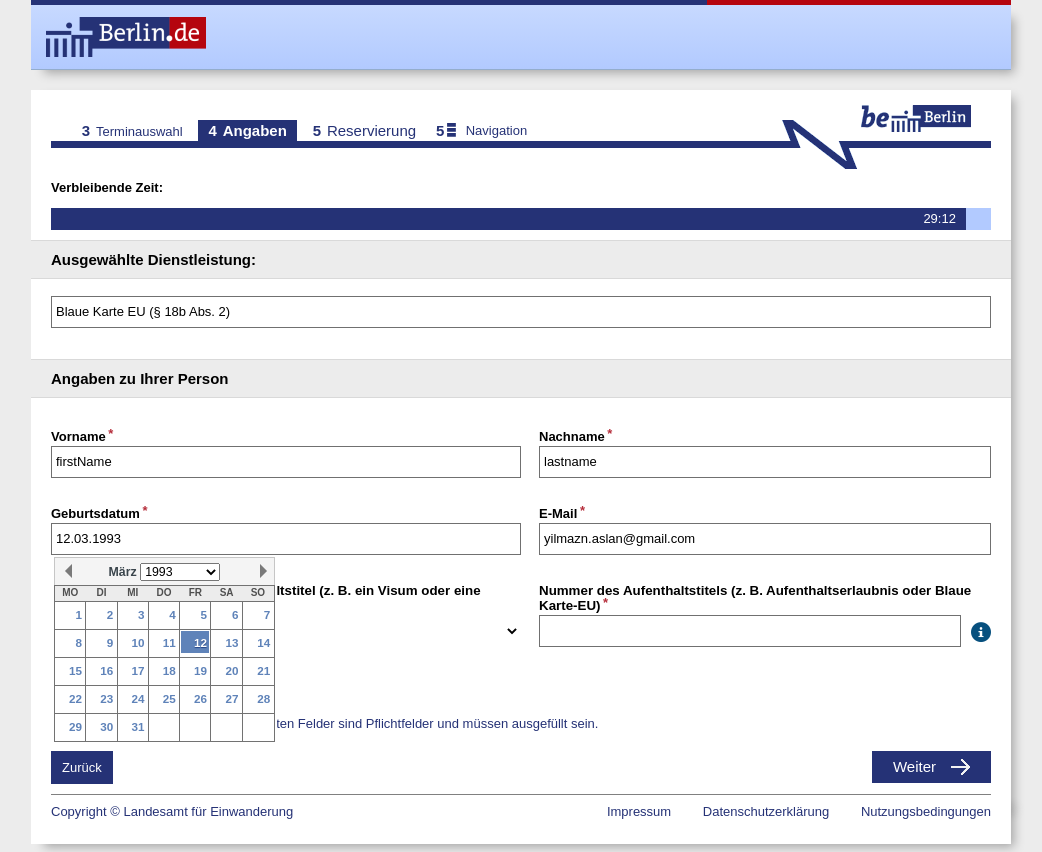 Berlin.de
be Berlin
3 Terminauswahl 4 Angaben 5 Reservierung 5 Navigation
Verbleibende Zeit:
29:12
Ausgewählte Dienstleistung:
Blaue Karte EU (§ 18b Abs. 2)
Angaben zu Ihrer Person
Vorname *
Nachname *
firstName
lastname
Geburtsdatum *
E-Mail *
12.03.1993
yilmazn.aslan@gmail.com
März 1993
MO DI MI DO FR SA SO
1 2 3 4 5 6 7
8 9 10 11 12 13 14
15 16 17 18 19 20 21
22 23 24 25 26 27 28
29 30 31
ltstitel (z. B. ein Visum oder eine
Nummer des Aufenthaltstitels (z. B. Aufenthaltserlaubnis oder Blaue
Karte-EU) *
ten Felder sind Pflichtfelder und müssen ausgefüllt sein.
Zurück
Weiter
Copyright © Landesamt für Einwanderung
Impressum Datenschutzerklärung Nutzungsbedingungen